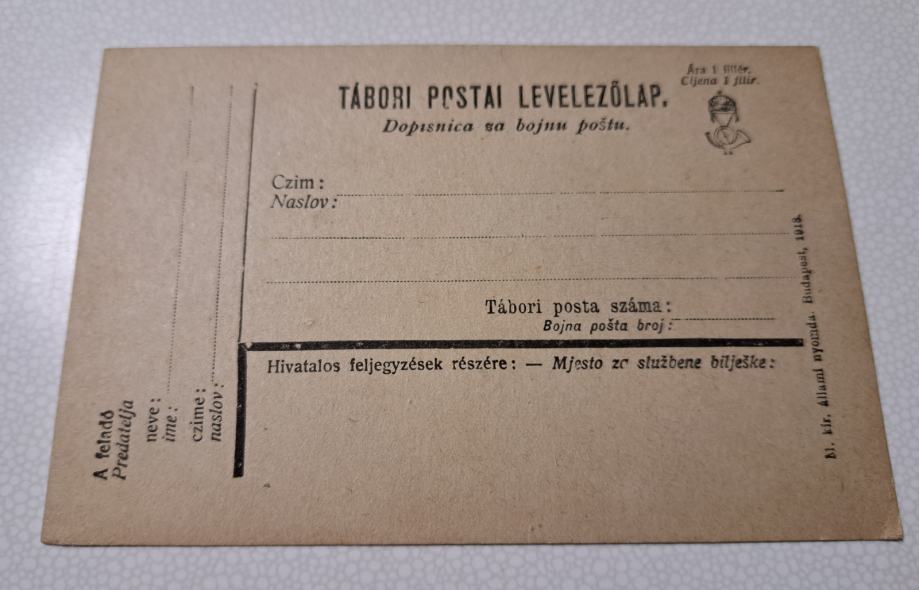 TÁBORI POSTAI LEVELEZŐLAP.
Dopisnica za bojnu poštu.
Ára 1 fillér.
Cijena 1 filir.
Czim:
Naslov:
Tábori posta száma:
Bojna pošta broj:
Hivatalos feljegyzések részére: — Mjesto za službene bilješke:
A feladó
Predatelja
neve:
ime:
czime:
naslov:
M. kir. állami nyomda. Budapest, 1918.